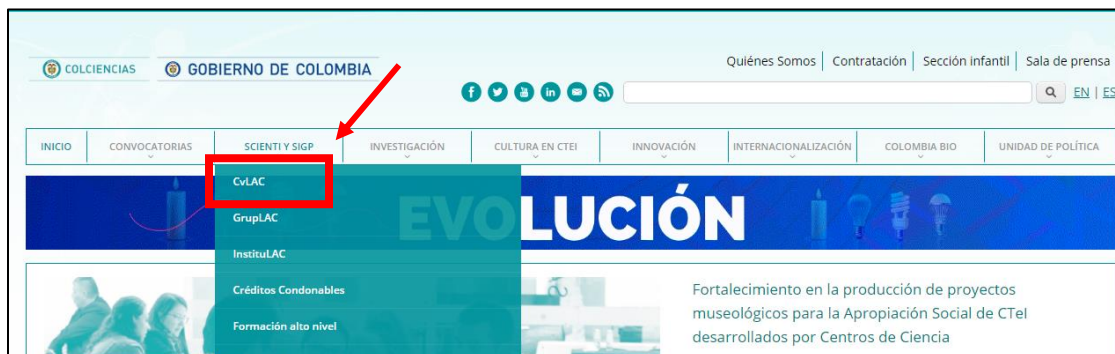 COLCIENCIAS
GOBIERNO DE COLOMBIA
Quiénes Somos | Contratación | Sección infantil | Sala de prensa
EN | ES
INICIO
CONVOCATORIAS
SCIENTI Y SIGP
INVESTIGACIÓN
CULTURA EN CTEI
INNOVACIÓN
INTERNACIONALIZACIÓN
COLOMBIA BIO
UNIDAD DE POLÍTICA
CvLAC
GrupLAC
InstituLAC
Créditos Condonables
Formación alto nivel
EVOLUCIÓN
Fortalecimiento en la producción de proyectos
museológicos para la Apropiación Social de CTeI
desarrollados por Centros de Ciencia